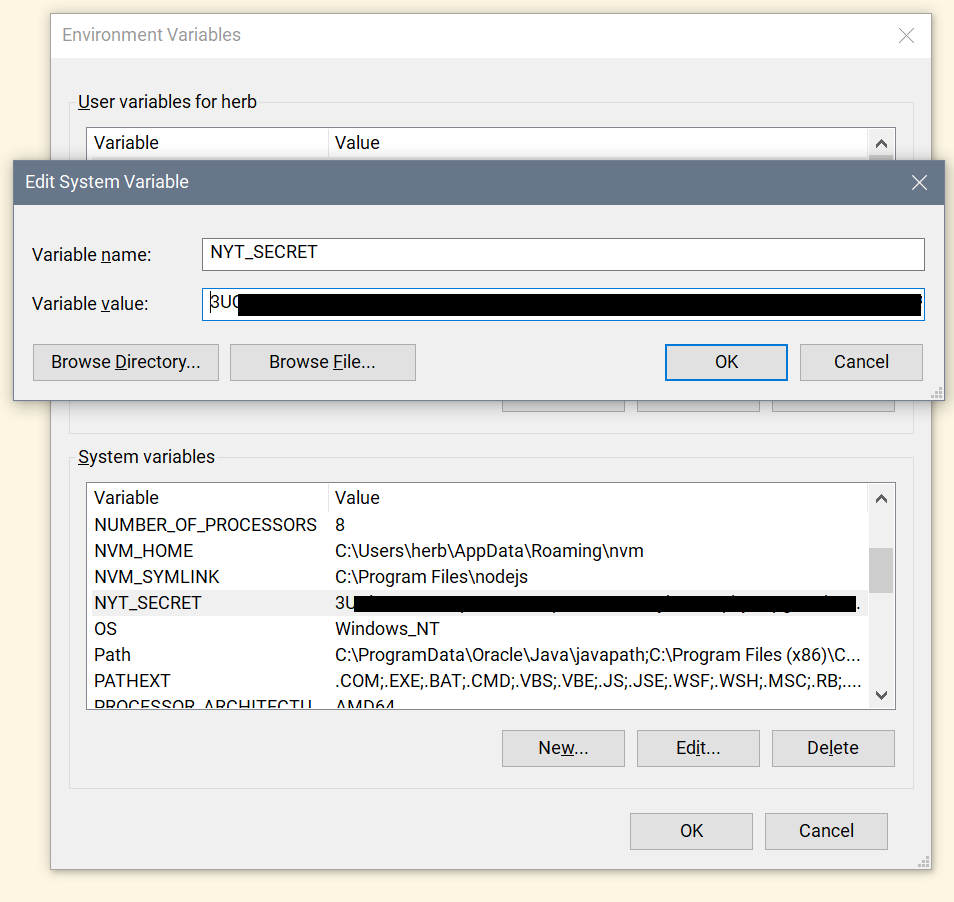 Environment Variables
User variables for herb
Variable Value
Edit System Variable
Variable name: NYT_SECRET
Variable value: 3U
Browse Directory... Browse File... OK Cancel
System variables
Variable Value
NUMBER_OF_PROCESSORS 8
NVM_HOME C:\Users\herb\AppData\Roaming\nvm
NVM_SYMLINK C:\Program Files\nodejs
NYT_SECRET 3U
OS Windows_NT
Path C:\ProgramData\Oracle\Java\javapath;C:\Program Files (x86)\C...
PATHEXT .COM;.EXE;.BAT;.CMD;.VBS;.VBE;.JS;.JSE;.WSF;.WSH;.MSC;.RB;....
PROCESSOR_ARCHITECTU... AMD64
New... Edit... Delete
OK Cancel